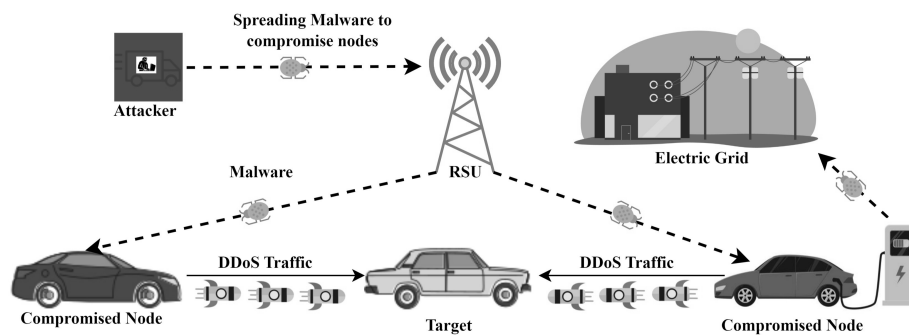 Spreading Malware to
compromise nodes
Attacker
RSU
Electric Grid
Malware
DDoS Traffic
DDoS Traffic
Compromised Node
Target
Compromised Node